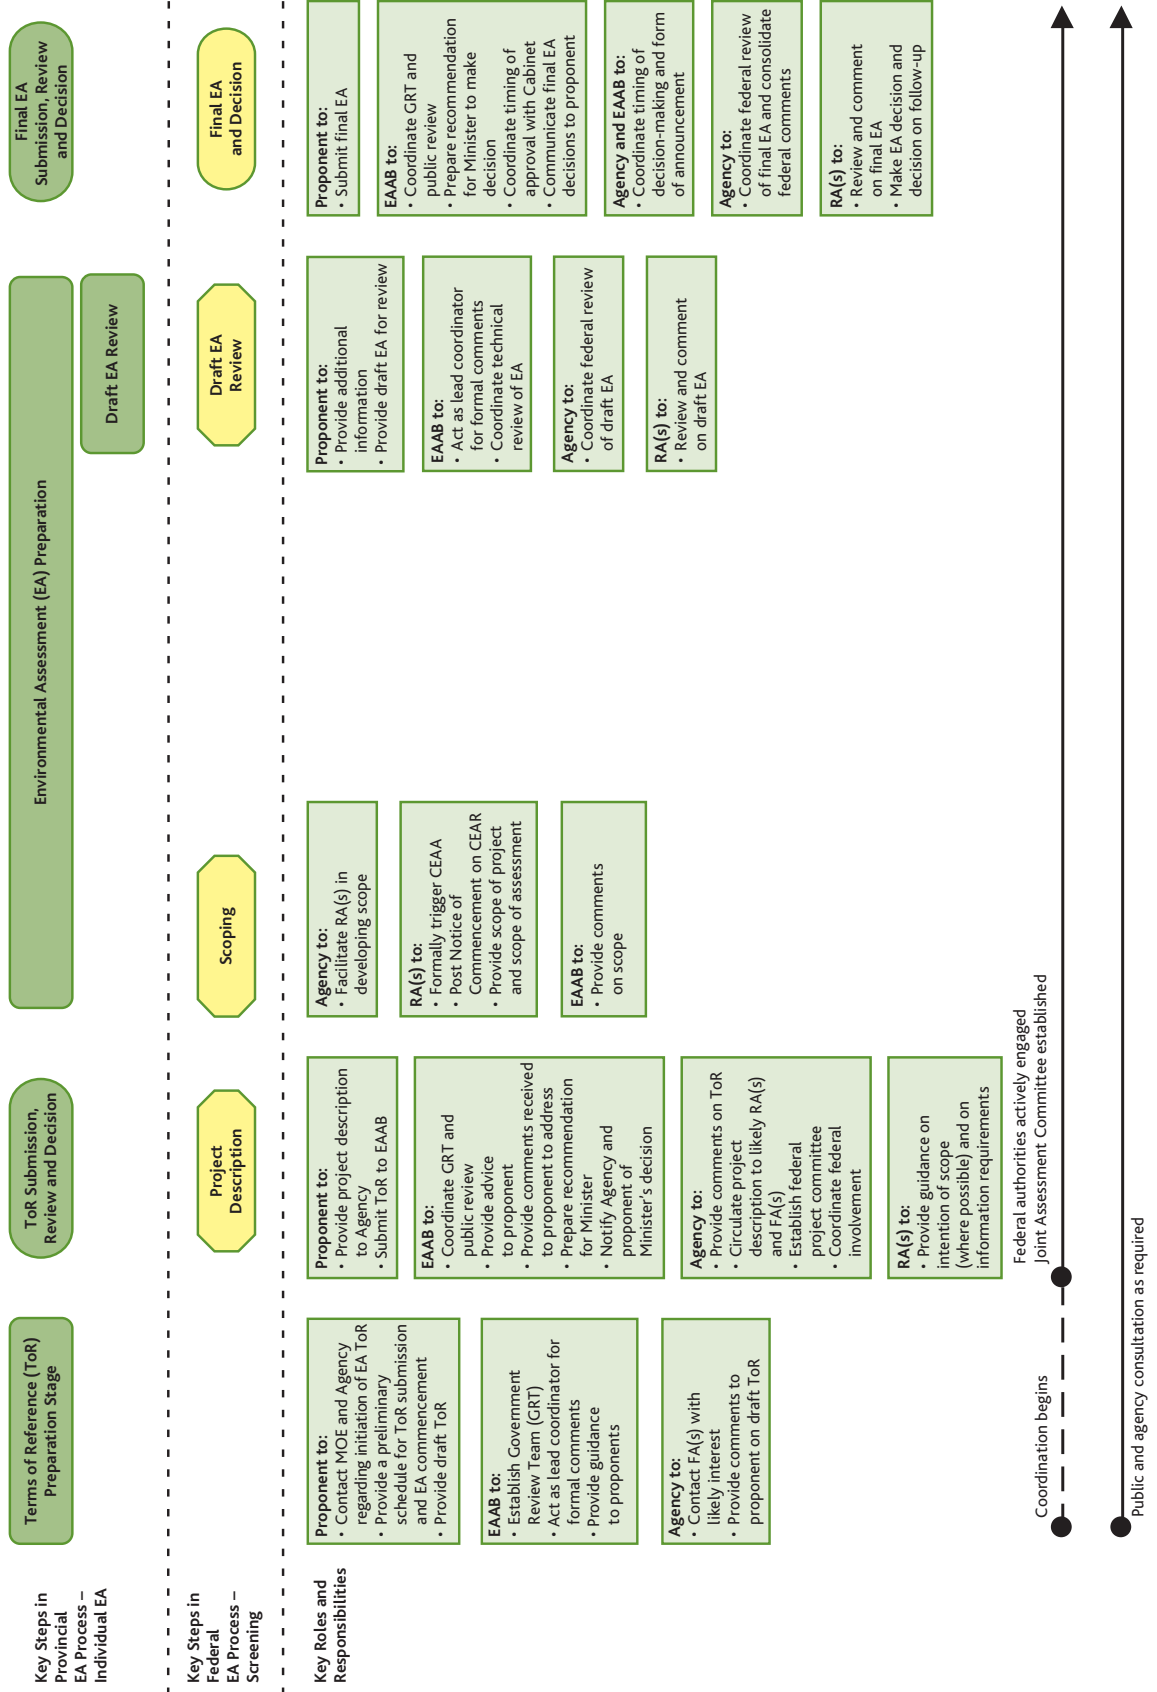 Key Steps in
Provincial
EA Process –
Individual EA
Terms of Reference (ToR)
Preparation Stage
ToR Submission,
Review and Decision
Environmental Assessment (EA) Preparation
Draft EA Review
Final EA
Submission, Review
and Decision
Key Steps in
Federal
EA Process –
Screening
Project
Description
Scoping
Draft EA
Review
Final EA
and Decision
Key Roles and
Responsibilities
Proponent to:
• Contact MOE and Agency
regarding initiation of EA ToR
• Provide a preliminary
schedule for ToR submission
and EA commencement
• Provide draft ToR
EAAB to:
• Establish Government
Review Team (GRT)
• Act as lead coordinator for
formal comments
• Provide guidance
to proponents
Agency to:
• Contact FA(s) with
likely interest
• Provide comments to
proponent on draft ToR
Proponent to:
• Provide project description
to Agency
• Submit ToR to EAAB
EAAB to:
• Coordinate GRT and
public review
• Provide advice
to proponent
• Provide comments received
to proponent to address
• Prepare recommendation
for Minister
• Notify Agency and
proponent of
Minister's decision
Agency to:
• Provide comments on ToR
• Circulate project
description to likely RA(s)
and FA(s)
• Establish federal
project committee
• Coordinate federal
involvement
RA(s) to:
• Provide guidance on
intention of scope
(where possible) and on
information requirements
Agency to:
• Facilitate RA(s) in
developing scope
RA(s) to:
• Formally trigger CEAA
• Post Notice of
Commencement on CEAR
• Provide scope of project
and scope of assessment
EAAB to:
• Provide comments
on scope
Proponent to:
• Provide additional
information
• Provide draft EA for review
EAAB to:
• Act as lead coordinator
for formal comments
• Coordinate technical
review of EA
Agency to:
• Coordinate federal review
of draft EA
RA(s) to:
• Review and comment
on draft EA
Proponent to:
• Submit final EA
EAAB to:
• Coordinate GRT and
public review
• Prepare recommendation
for Minister to make
decision
• Coordinate timing of
approval with Cabinet
• Communicate final EA
decisions to proponent
Agency and EAAB to:
• Coordinate timing of
decision-making and form
of announcement
Agency to:
• Coordinate federal review
of final EA and consolidate
federal comments
RA(s) to:
• Review and comment
on final EA
• Make EA decision and
decision on follow-up
Coordination begins
Federal authorities actively engaged
Joint Assessment Committee established
Public and agency consultation as required